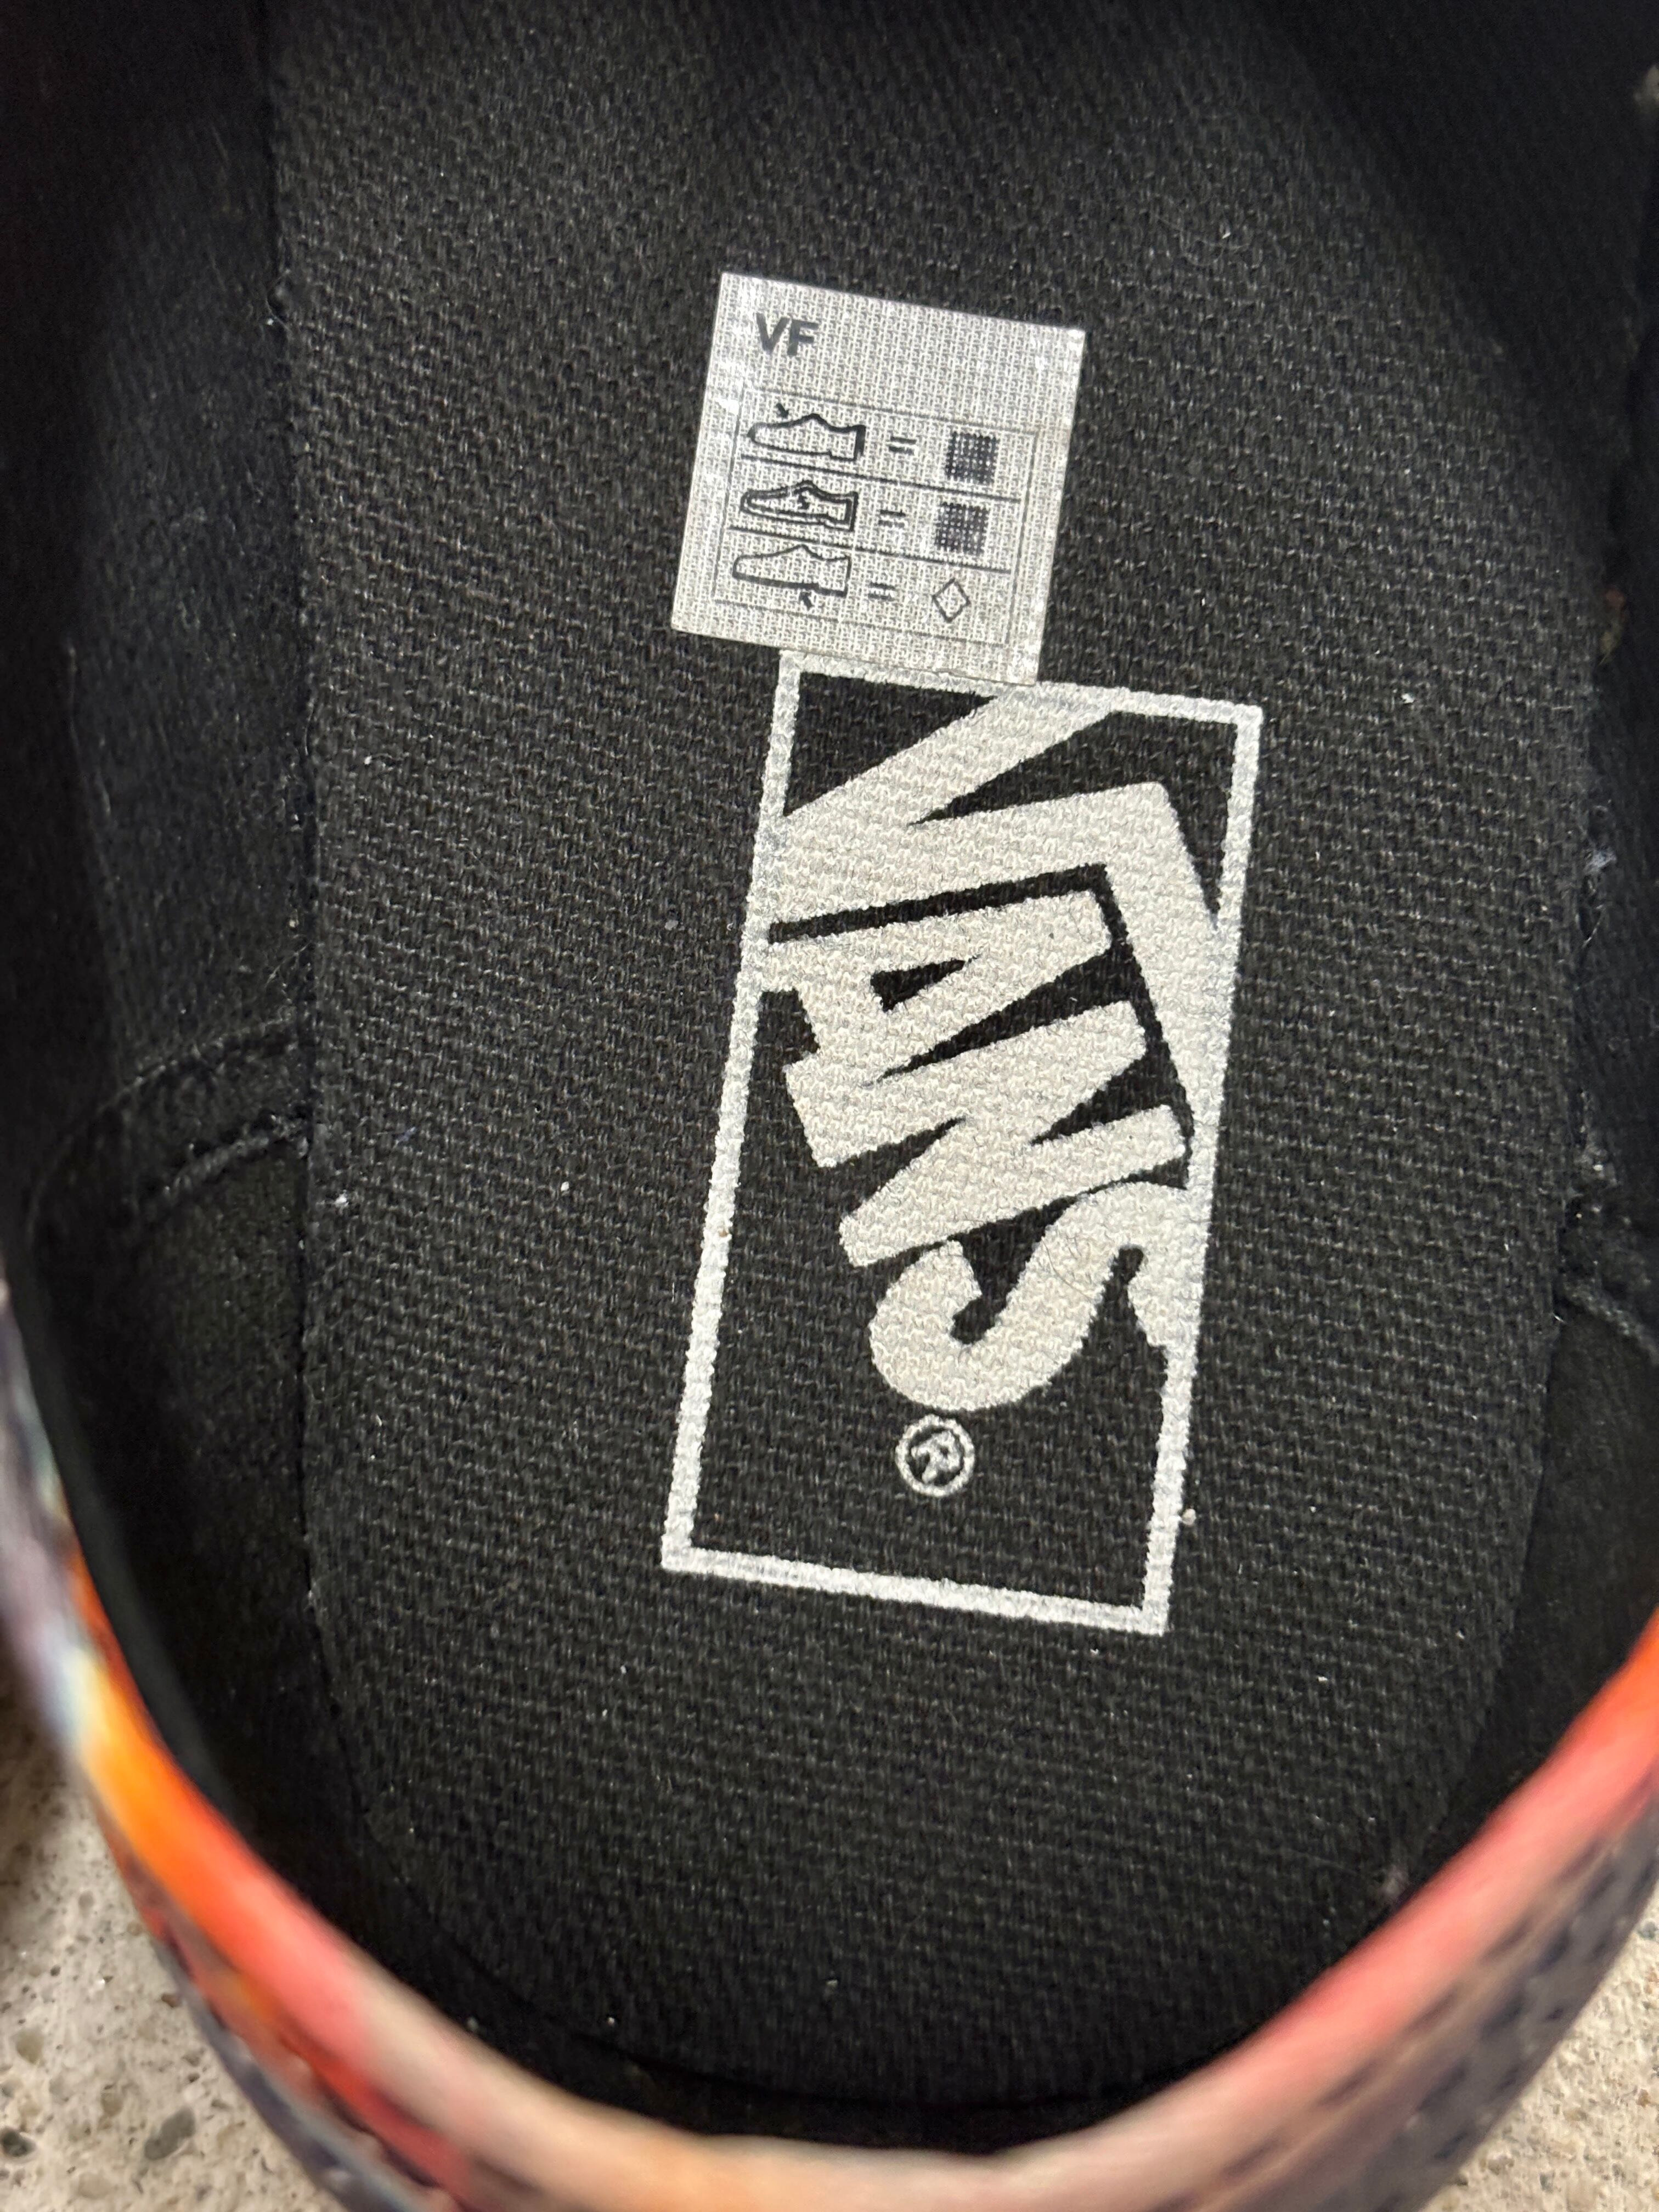 VF
=
=
=
VANS®